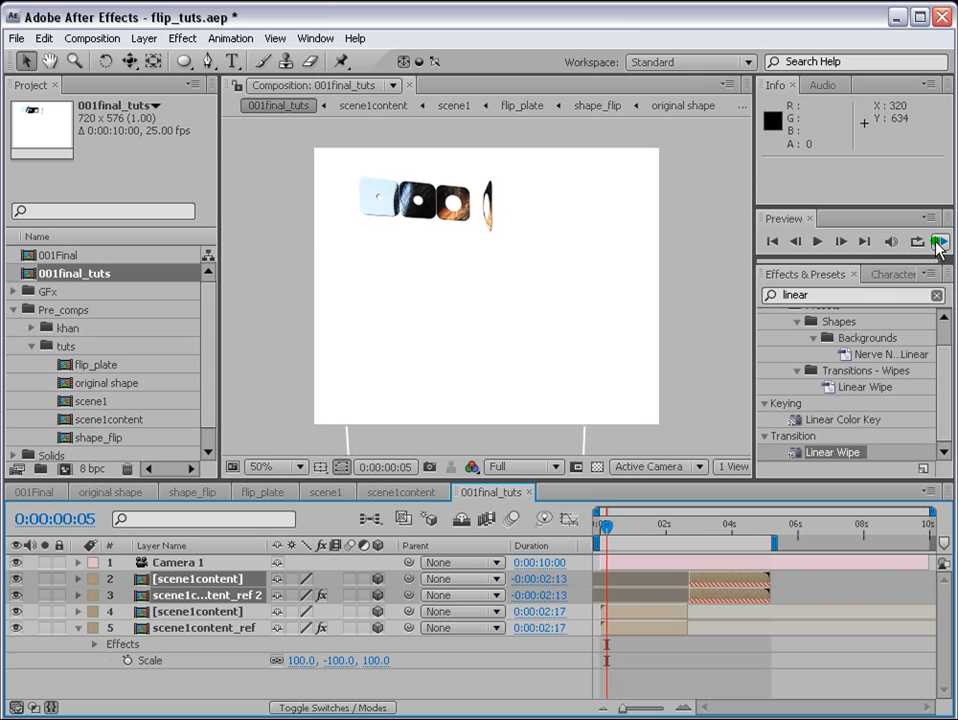 Adobe After Effects - flip_tuts.aep *
File Edit Composition Layer Effect Animation View Window Help
Workspace: Standard Search Help
Project
Composition: 001final_tuts
Info Audio
001final_tuts
720 x 576 (1.00)
Δ 0:00:10:00, 25.00 fps
001final_tuts scene1content scene1 flip_plate shape_flip original shape ...
R :
G :
B :
A : 0
X : 320
Y : 634
Preview
Name
001Final
001final_tuts
GFx
Pre_comps
khan
tuts
flip_plate
original shape
scene1
scene1content
shape_flip
Solids
8 bpc
Effects & Presets Character
linear
Shapes
Backgrounds
Nerve N...Linear
Transitions - Wipes
Linear Wipe
Keying
Linear Color Key
Transition
Linear Wipe
50% 0:00:00:05 Full Active Camera 1 View
001Final original shape shape_flip flip_plate scene1 scene1content 001final_tuts
0:00:00:05
02s 04s 06s 08s 10s
# Layer Name Parent Duration
1 Camera 1 None 0:00:10:00
2 [scene1content] None -0:00:02:13
3 scene1c...tent_ref 2 None -0:00:02:13
4 [scene1content] None 0:00:02:17
5 scene1content_ref None 0:00:02:17
Effects
Scale 100.0, -100.0, 100.0
Toggle Switches / Modes